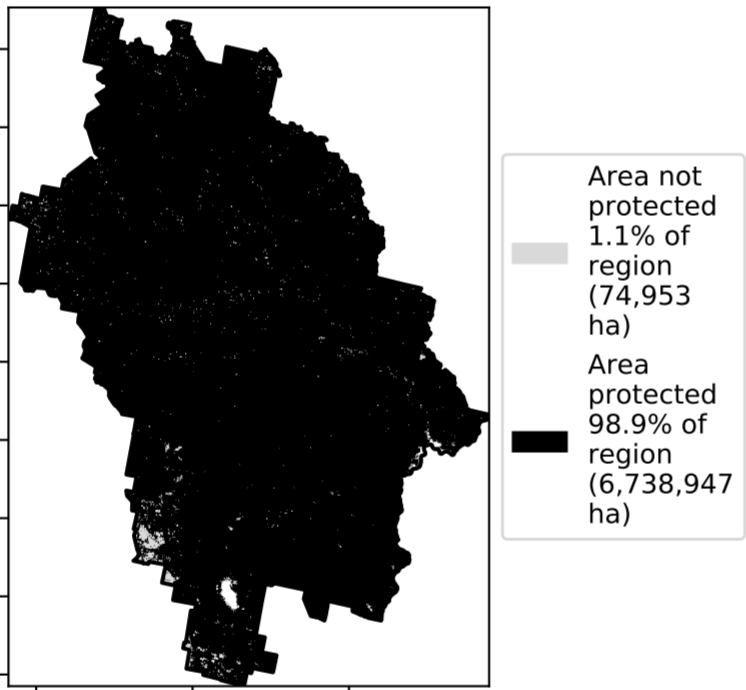 Area not
protected
1.1% of
region
(74,953
ha)
Area
protected
98.9% of
region
(6,738,947
ha)